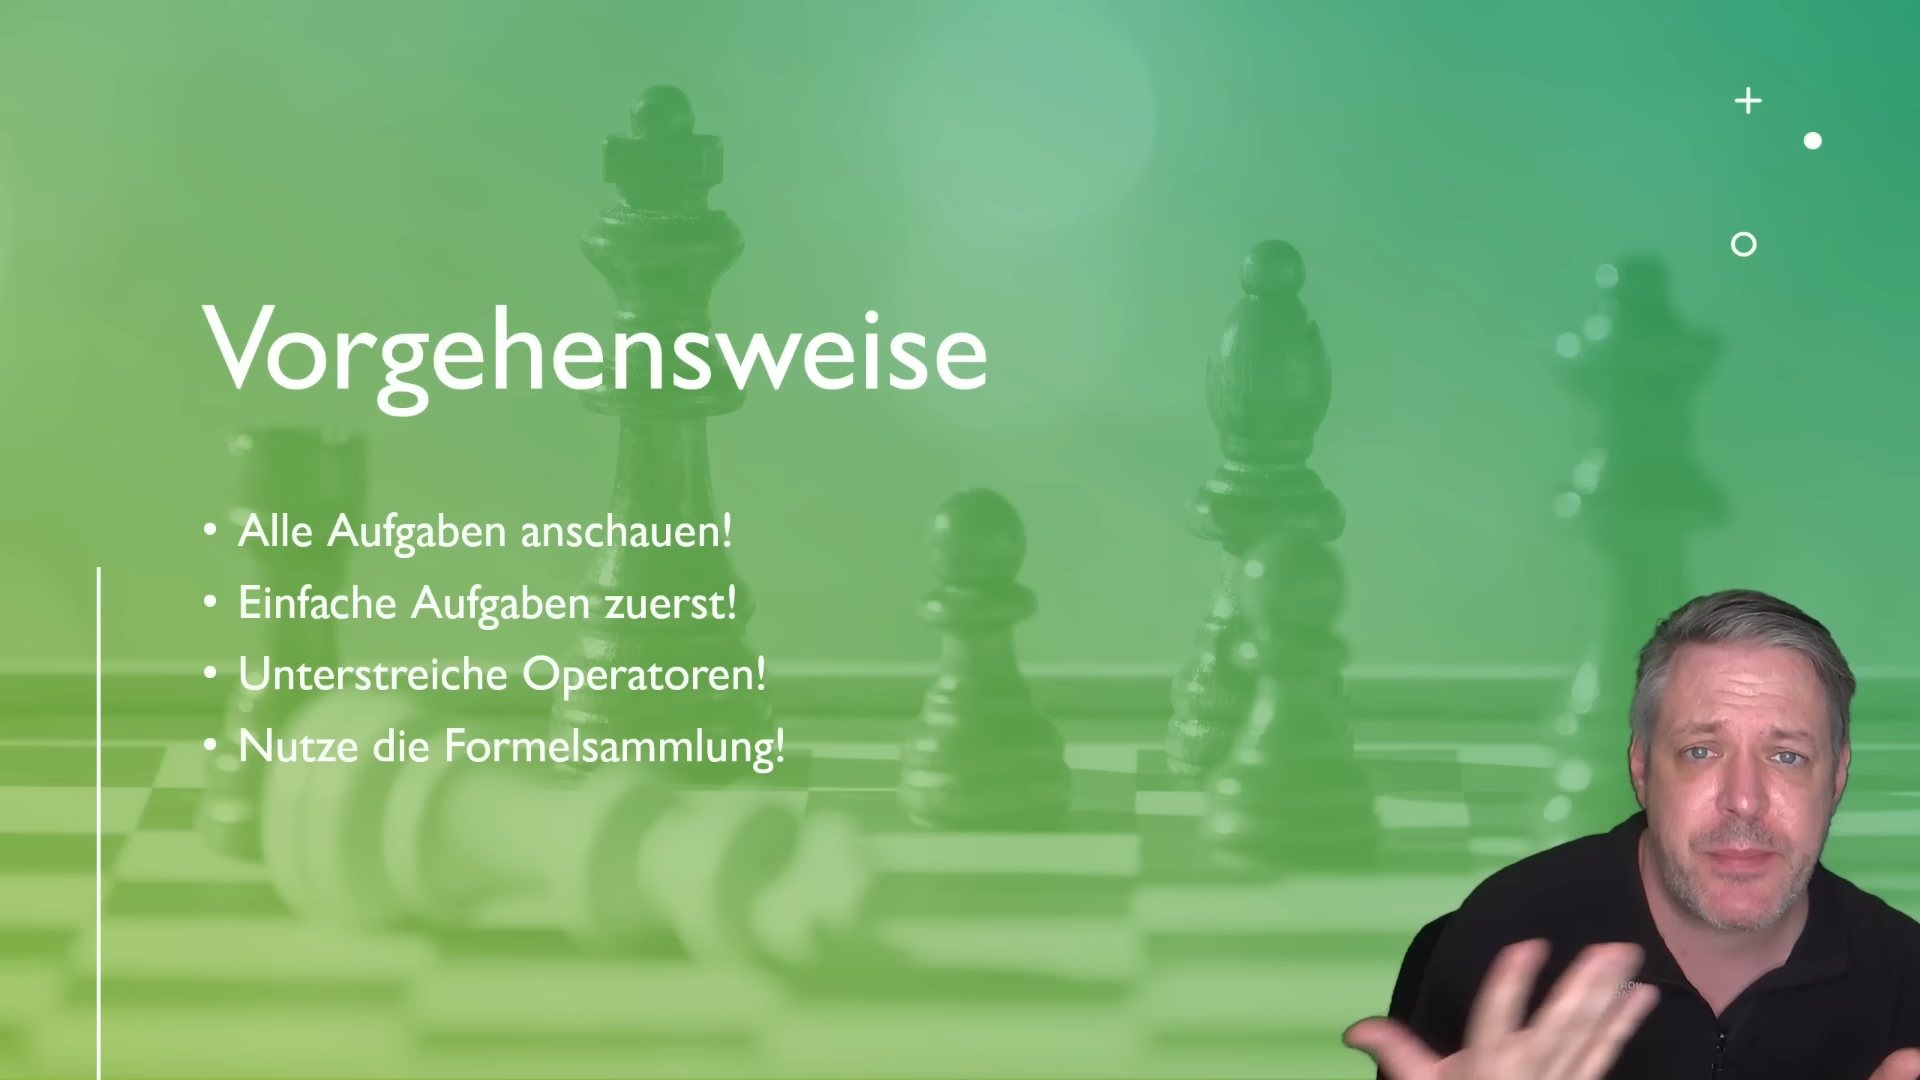 Vorgehensweise
• Alle Aufgaben anschauen!
• Einfache Aufgaben zuerst!
• Unterstreiche Operatoren!
• Nutze die Formelsammlung!